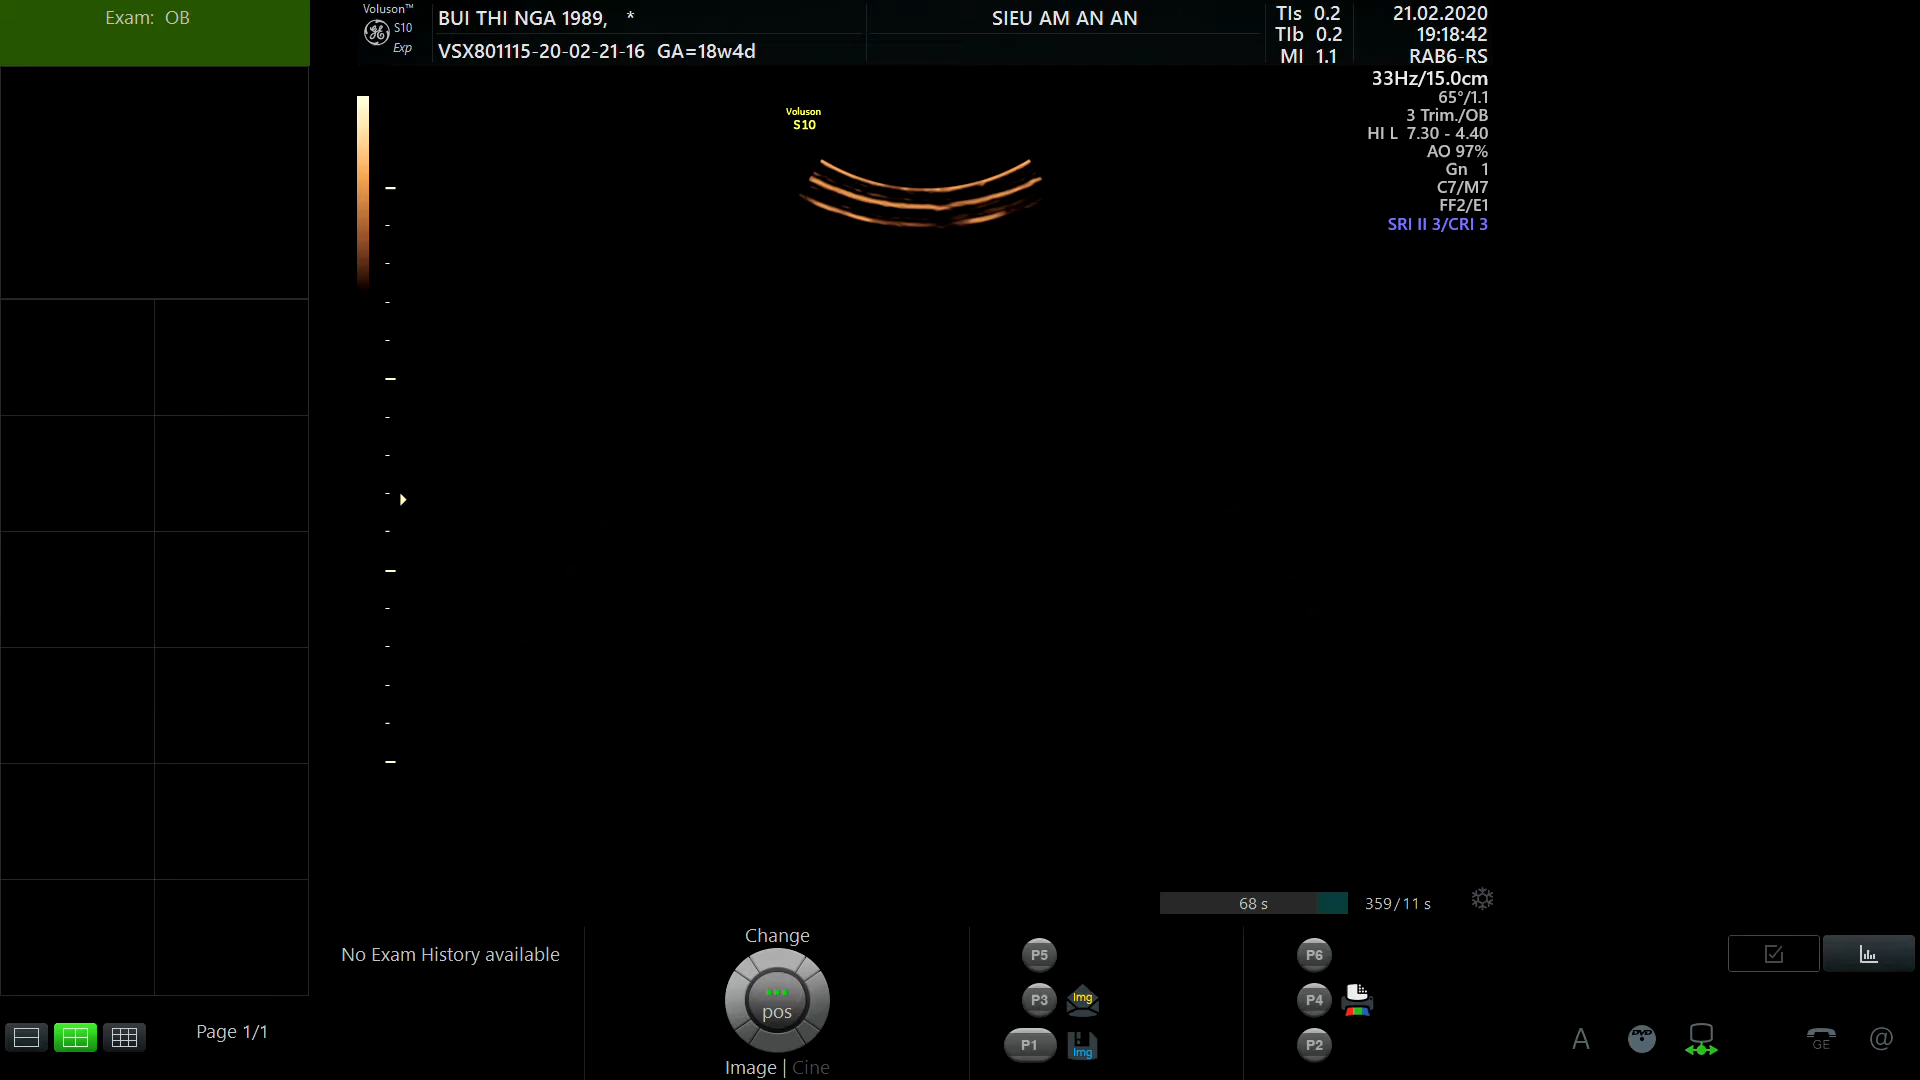 Exam: OB
Voluson™
S10
Exp
BUI THI NGA 1989, *
VSX801115-20-02-21-16 GA=18w4d
SIEU AM AN AN
TIs 0.2
TIb 0.2
MI 1.1
21.02.2020
19:18:42
RAB6-RS
33Hz/15.0cm
65°/1.1
3 Trim./OB
HI L 7.30 - 4.40
AO 97%
Gn 1
C7/M7
FF2/E1
SRI II 3/CRI 3
Voluson
S10
68 s
359/11 s
No Exam History available
Change
pos
Image | Cine
P5
P3
Img
P1
Img
P6
P4
P2
Page 1/1
A
DVD
GE
@